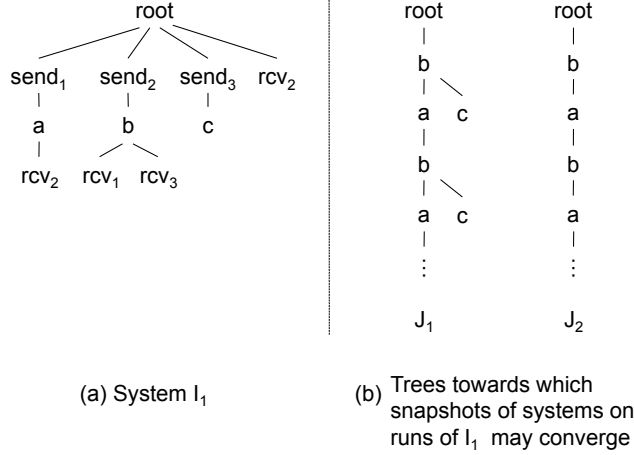 root
send₁ send₂ send₃ rcv₂
a b c
rcv₂ rcv₁ rcv₃
(a) System I₁
root root
b b
a c a
b b
a c a
⋮ ⋮
J₁ J₂
(b) Trees towards which
snapshots of systems on
runs of I₁ may converge